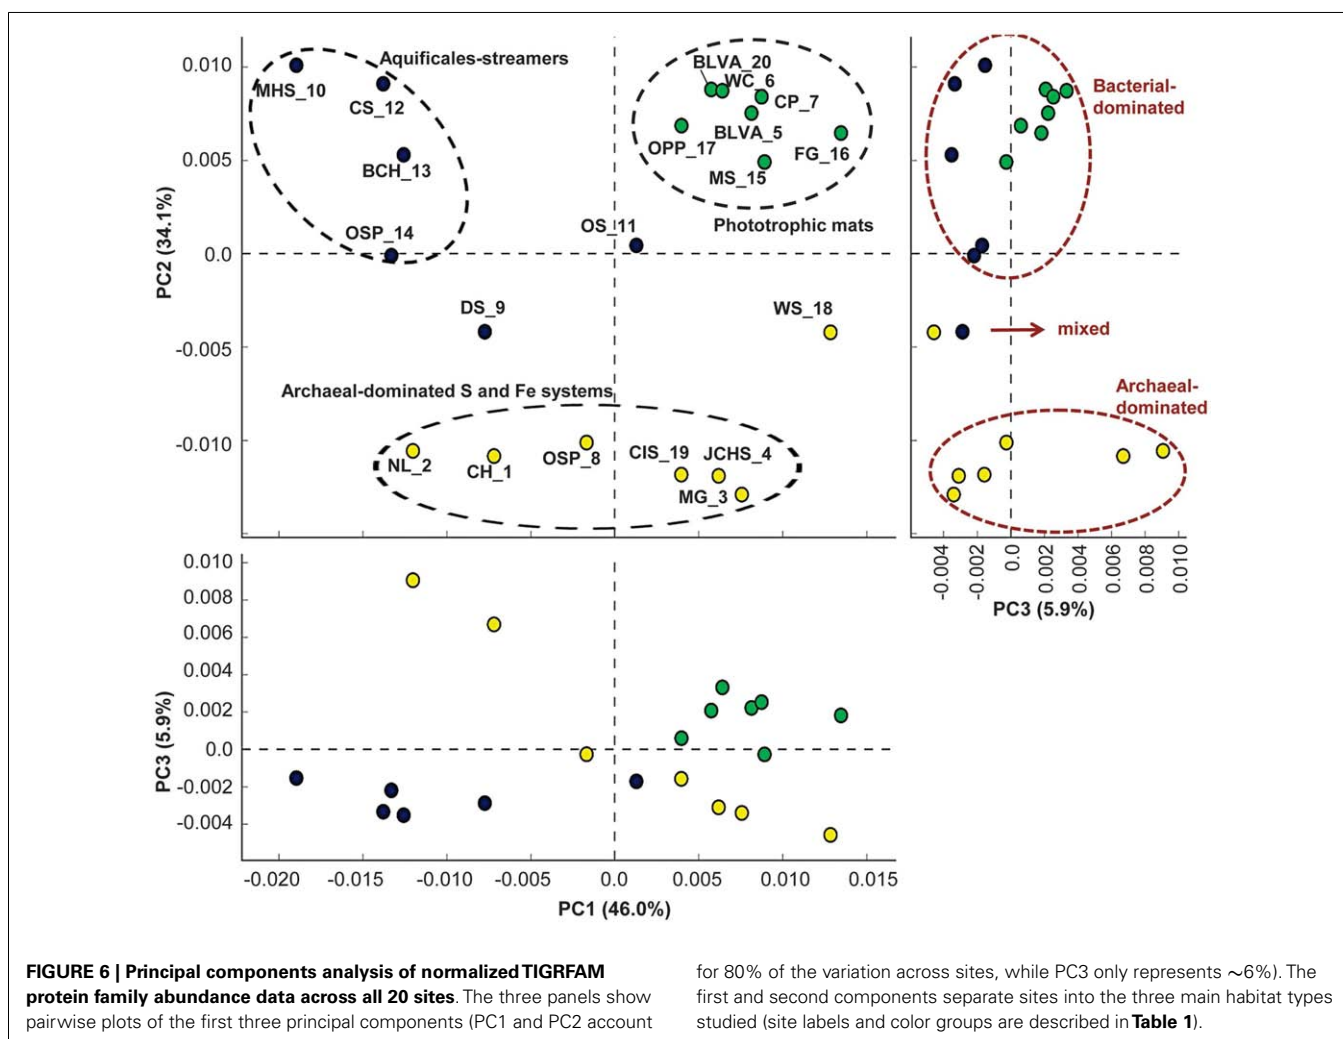 0.010
0.005
0.0
-0.005
-0.010
PC2 (34.1%)
Aquificales-streamers
MHS_10
CS_12
BCH_13
OSP_14
BLVA_20
WC_6
CP_7
BLVA_5
OPP_17
FG_16
MS_15
Phototrophic mats
OS_11
DS_9
WS_18
Archaeal-dominated S and Fe systems
NL_2
CH_1
OSP_8
CIS_19
JCHS_4
MG_3
Bacterial-
dominated
mixed
Archaeal-
dominated
-0.004
-0.002
0.0
0.002
0.004
0.006
0.008
0.010
PC3 (5.9%)
0.010
0.008
0.006
0.004
0.002
0.0
-0.002
-0.004
PC3 (5.9%)
-0.020 -0.015 -0.010 -0.005 0.0 0.005 0.010 0.015
PC1 (46.0%)
FIGURE 6 | Principal components analysis of normalized TIGRFAM
protein family abundance data across all 20 sites. The three panels show
pairwise plots of the first three principal components (PC1 and PC2 account
for 80% of the variation across sites, while PC3 only represents ∼6%). The
first and second components separate sites into the three main habitat types
studied (site labels and color groups are described in Table 1).